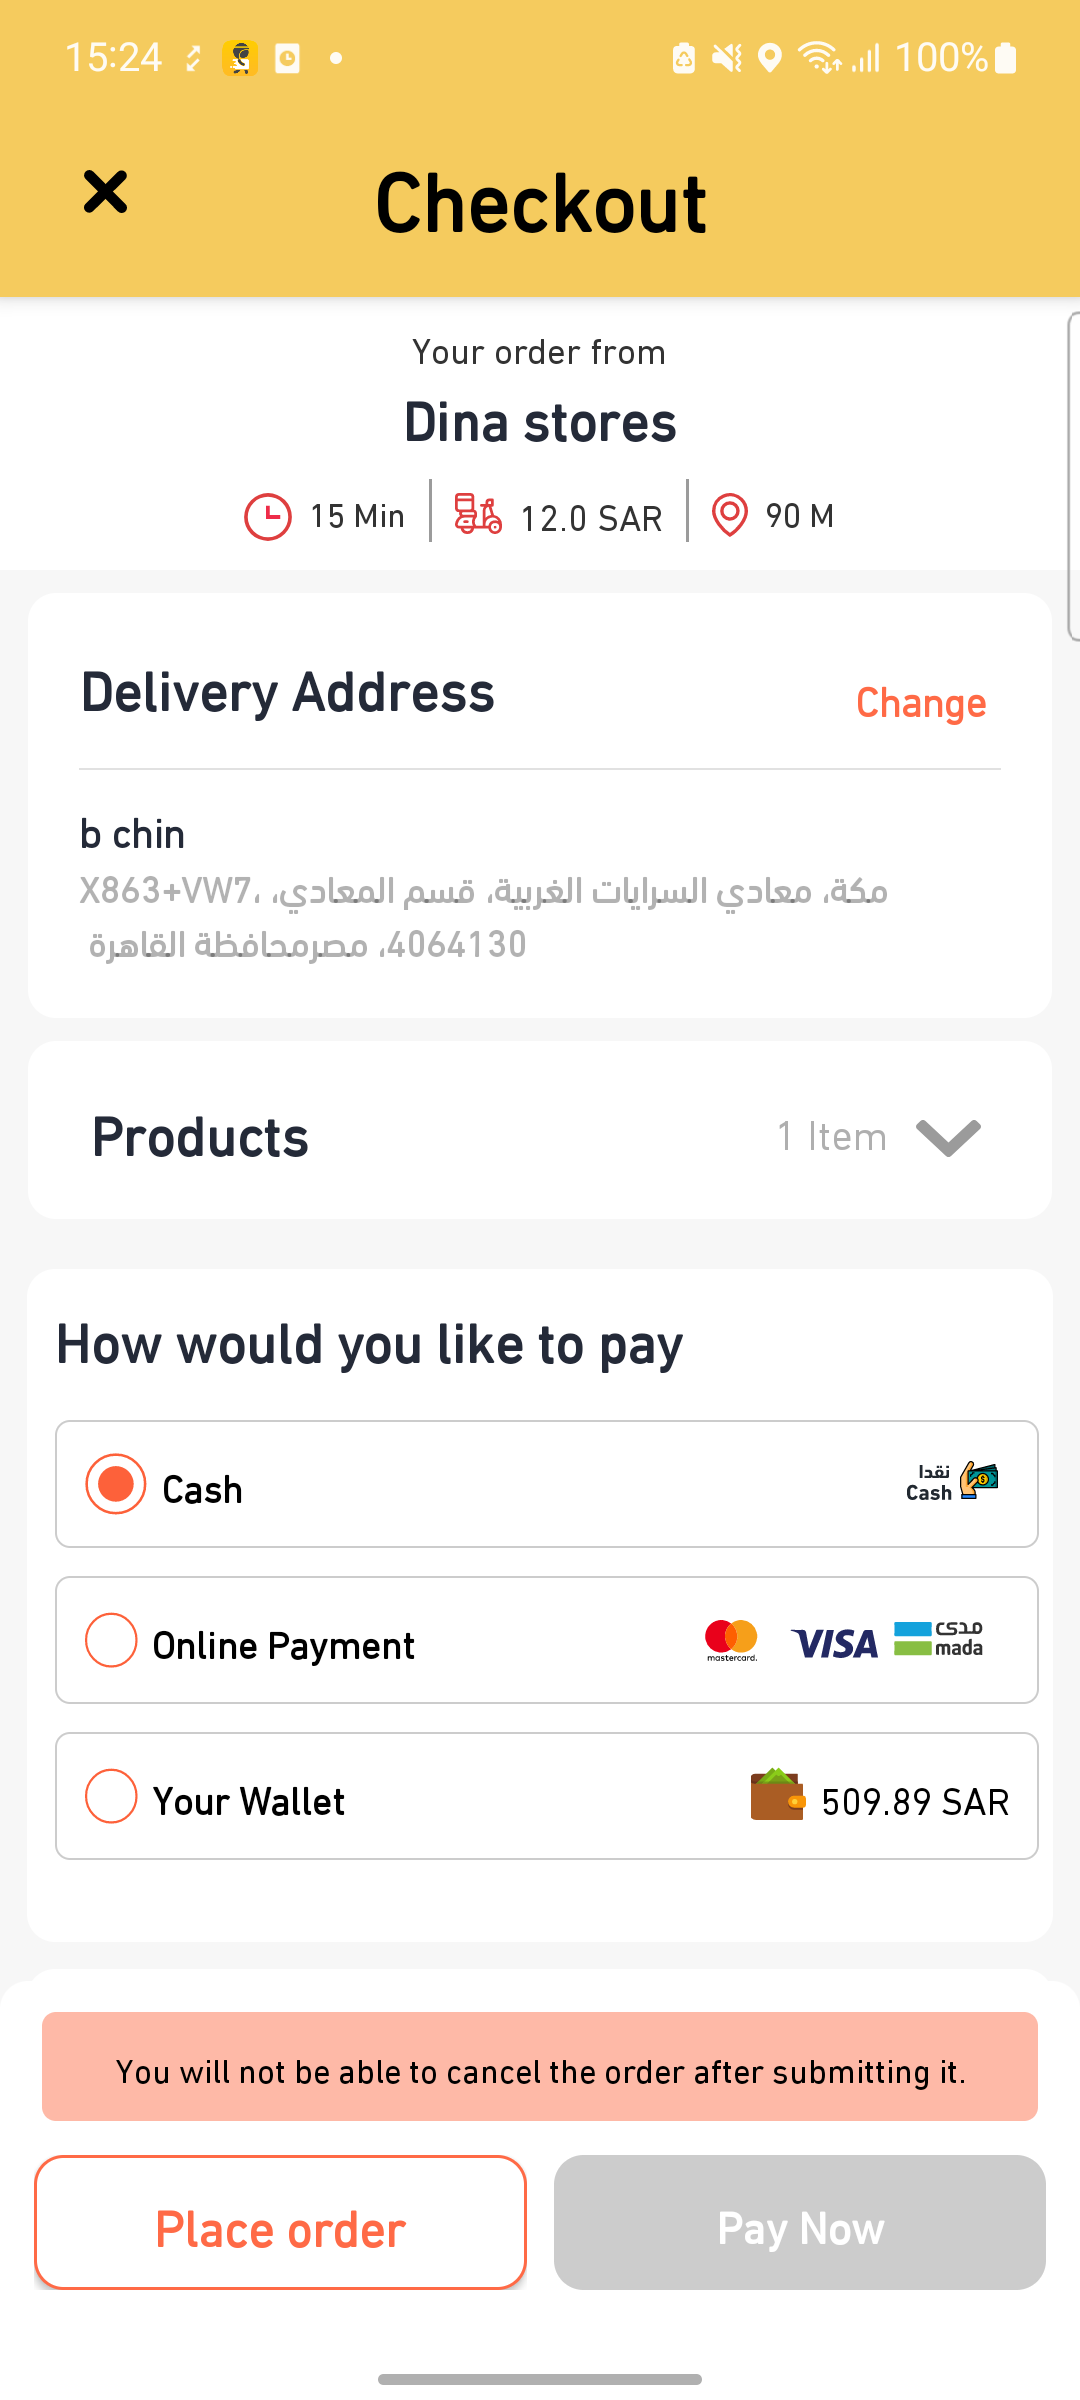 15:24
100%
Checkout
Your order from
Dina stores
15 Min
12.0 SAR
90 M
Delivery Address
Change
b chin
X863+VW7، مكة، معادي السرايات الغربية، قسم المعادي،
محافظة القاهرة‬ 4064130، مصر
Products
1 Item
How would you like to pay
Cash
نقدا
Cash
Online Payment
mastercard.
VISA
مدى
mada
Your Wallet
509.89 SAR
You will not be able to cancel the order after submitting it.
Place order
Pay Now